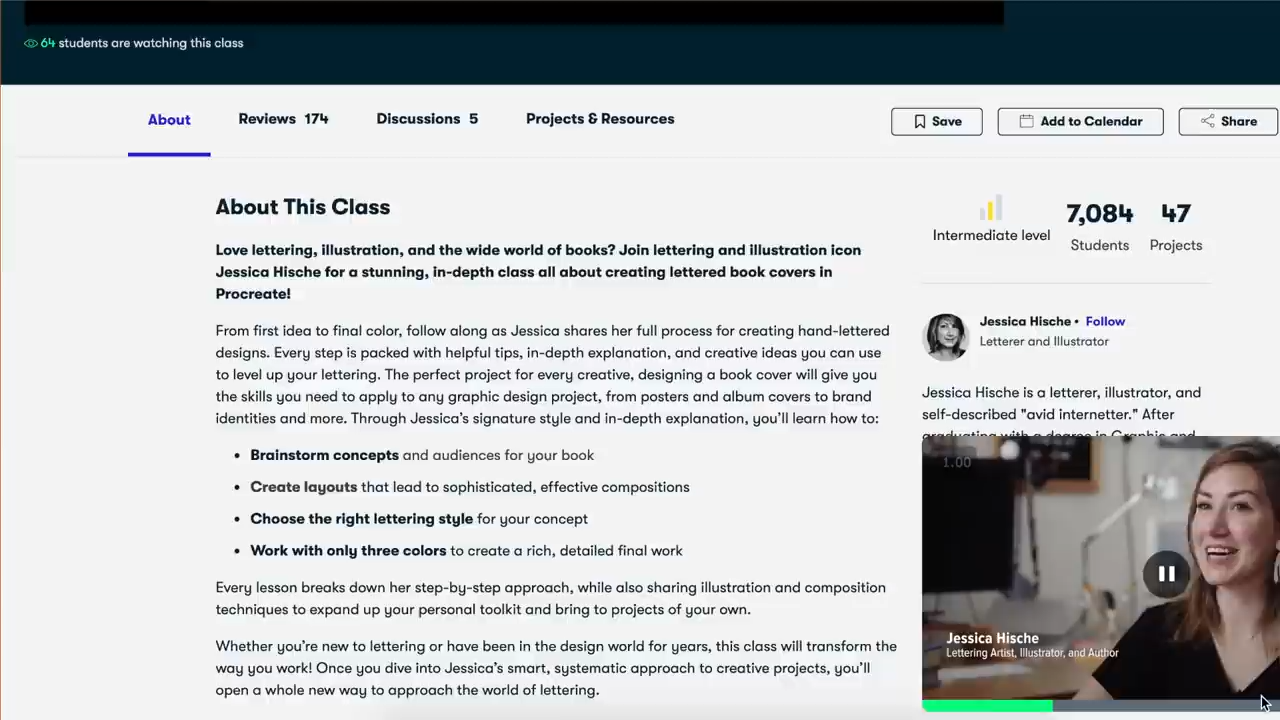 64 students are watching this class
About
Reviews 174
Discussions 5
Projects & Resources
Save
Add to Calendar
Share
About This Class
Love lettering, illustration, and the wide world of books? Join lettering and illustration icon
Jessica Hische for a stunning, in-depth class all about creating lettered book covers in
Procreate!
From first idea to final color, follow along as Jessica shares her full process for creating hand-lettered
designs. Every step is packed with helpful tips, in-depth explanation, and creative ideas you can use
to level up your lettering. The perfect project for every creative, designing a book cover will give you
the skills you need to apply to any graphic design project, from posters and album covers to brand
identities and more. Through Jessica's signature style and in-depth explanation, you'll learn how to:
• Brainstorm concepts and audiences for your book
• Create layouts that lead to sophisticated, effective compositions
• Choose the right lettering style for your concept
• Work with only three colors to create a rich, detailed final work
Every lesson breaks down her step-by-step approach, while also sharing illustration and composition
techniques to expand up your personal toolkit and bring to projects of your own.
Whether you're new to lettering or have been in the design world for years, this class will transform the
way you work! Once you dive into Jessica's smart, systematic approach to creative projects, you'll
open a whole new way to approach the world of lettering.
Intermediate level
7,084
Students
47
Projects
Jessica Hische • Follow
Letterer and Illustrator
Jessica Hische is a letterer, illustrator, and
self-described "avid internetter." After
graduating with a degree in Graphic and
1.00
Jessica Hische
Lettering Artist, Illustrator, and Author